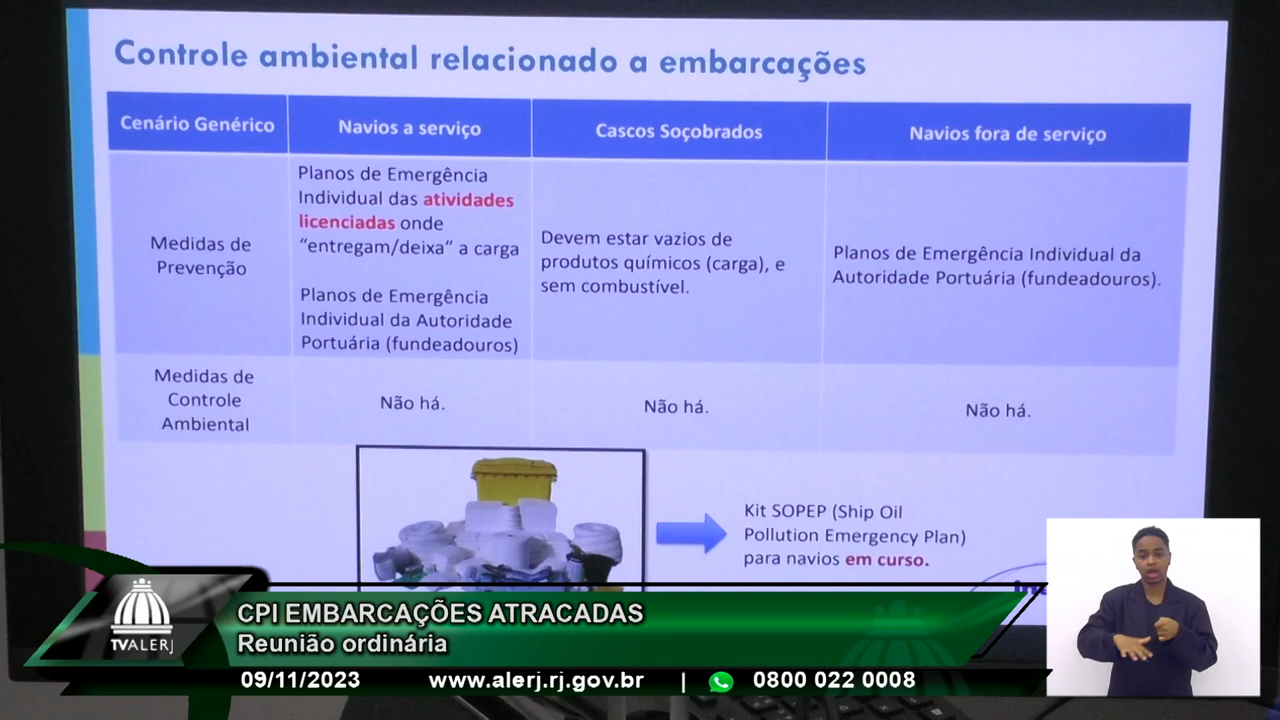 Controle ambiental relacionado a embarcações
Cenário Genérico
Navios a serviço
Cascos Soçobrados
Navios fora de serviço
Medidas de
Prevenção
Planos de Emergência
Individual das atividades
licenciadas onde
“entregam/deixa” a carga
Planos de Emergência
Individual da Autoridade
Portuária (fundeadouros)
Devem estar vazios de
produtos químicos (carga), e
sem combustível.
Planos de Emergência Individual da
Autoridade Portuária (fundeadouros).
Medidas de
Controle
Ambiental
Não há.
Não há.
Não há.
Kit SOPEP (Ship Oil
Pollution Emergency Plan)
para navios em curso.
TVALERJ
CPI EMBARCAÇÕES ATRACADAS
Reunião ordinária
09/11/2023 www.alerj.rj.gov.br | 0800 022 0008